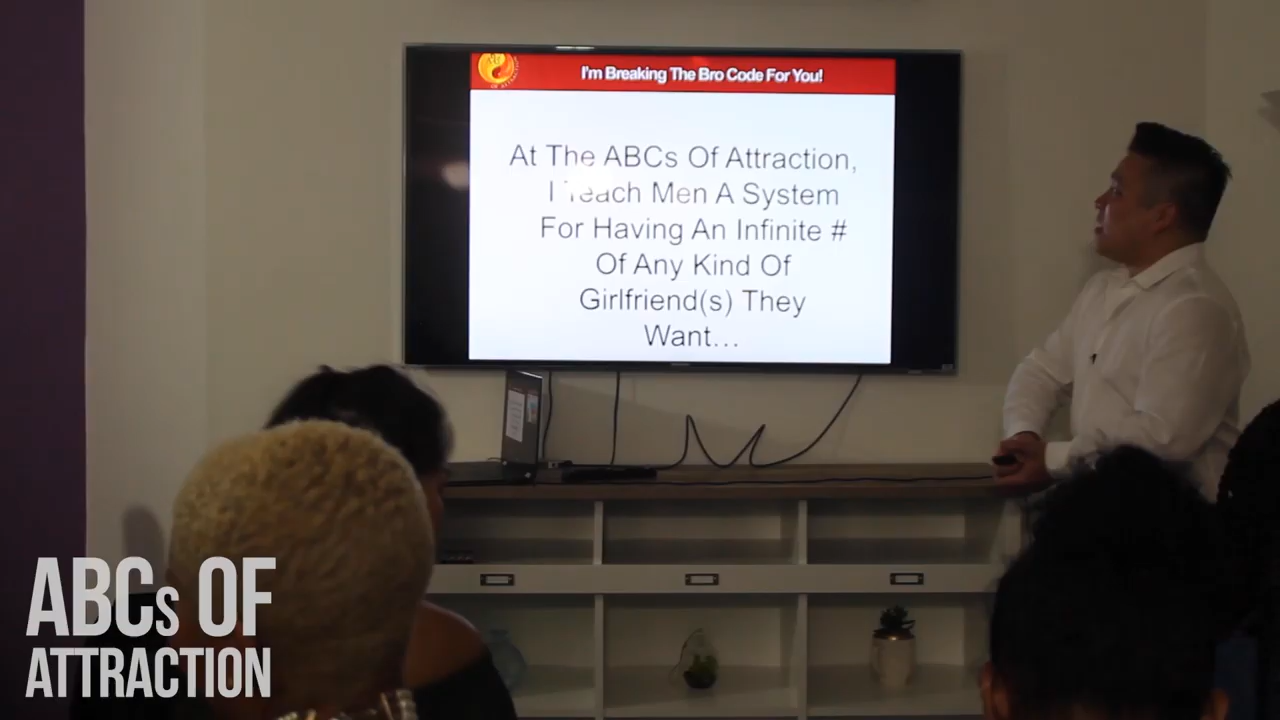 I'm Breaking The Bro Code For You!
At The ABCs Of Attraction,
I Teach Men A System
For Having An Infinite #
Of Any Kind Of
Girlfriend(s) They
Want...
ABCs OF
ATTRACTION